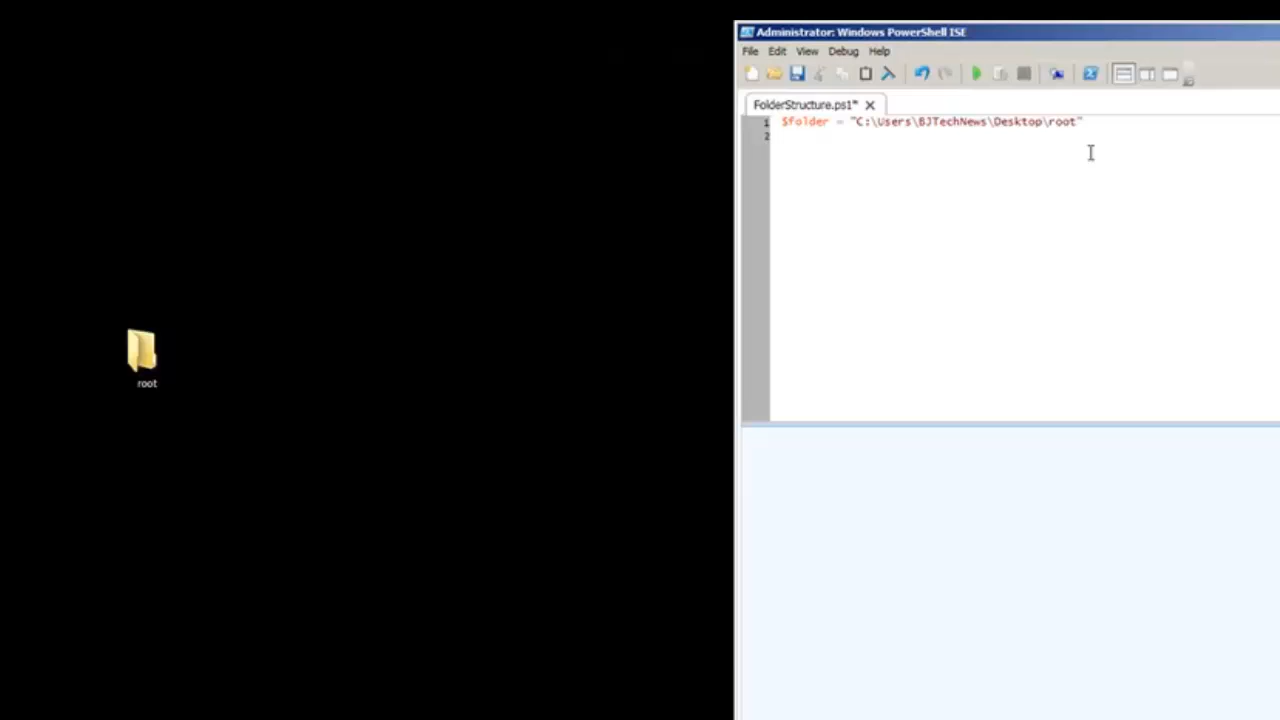 Administrator: Windows PowerShell ISE
File Edit View Debug Help
FolderStructure.ps1*
1 $folder = "C:\Users\BJTechNews\Desktop\root"
2
root